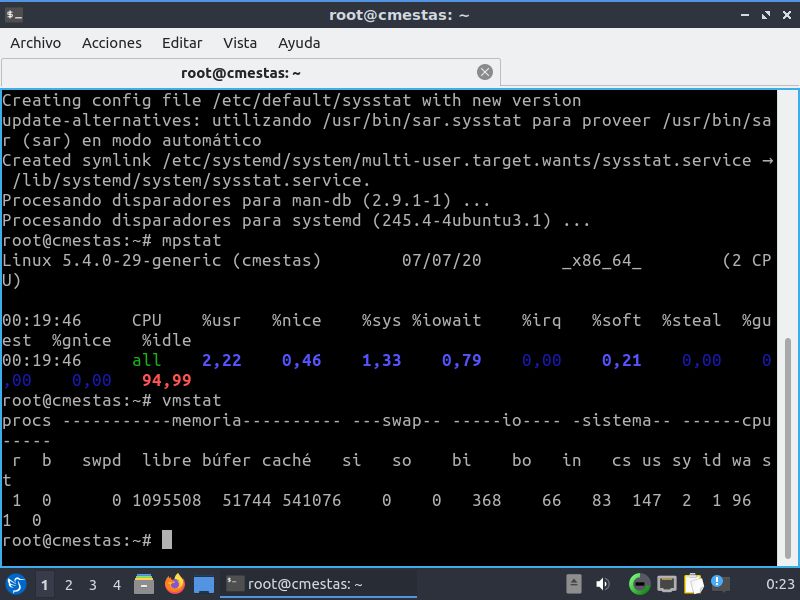 root@cmestas: ~
Archivo Acciones Editar Vista Ayuda
root@cmestas: ~
Creating config file /etc/default/sysstat with new version
update-alternatives: utilizando /usr/bin/sar.sysstat para proveer /usr/bin/sa
r (sar) en modo automático
Created symlink /etc/systemd/system/multi-user.target.wants/sysstat.service →
/lib/systemd/system/sysstat.service.
Procesando disparadores para man-db (2.9.1-1) ...
Procesando disparadores para systemd (245.4-4ubuntu3.1) ...
root@cmestas:~# mpstat
Linux 5.4.0-29-generic (cmestas) 07/07/20 _x86_64_ (2 CP
U)
00:19:46 CPU %usr %nice %sys %iowait %irq %soft %steal %gu
est %gnice %idle
00:19:46 all 2,22 0,46 1,33 0,79 0,00 0,21 0,00 0
,00 0,00 94,99
root@cmestas:~# vmstat
procs -----------memoria---------- ---swap-- -----io---- -sistema-- ------cpu
-----
r b swpd libre búfer caché si so bi bo in cs us sy id wa s
t
1 0 0 1095508 51744 541076 0 0 368 66 83 147 2 1 96
1 0
root@cmestas:~#
1 2 3 4 root@cmestas: ~ 0:23